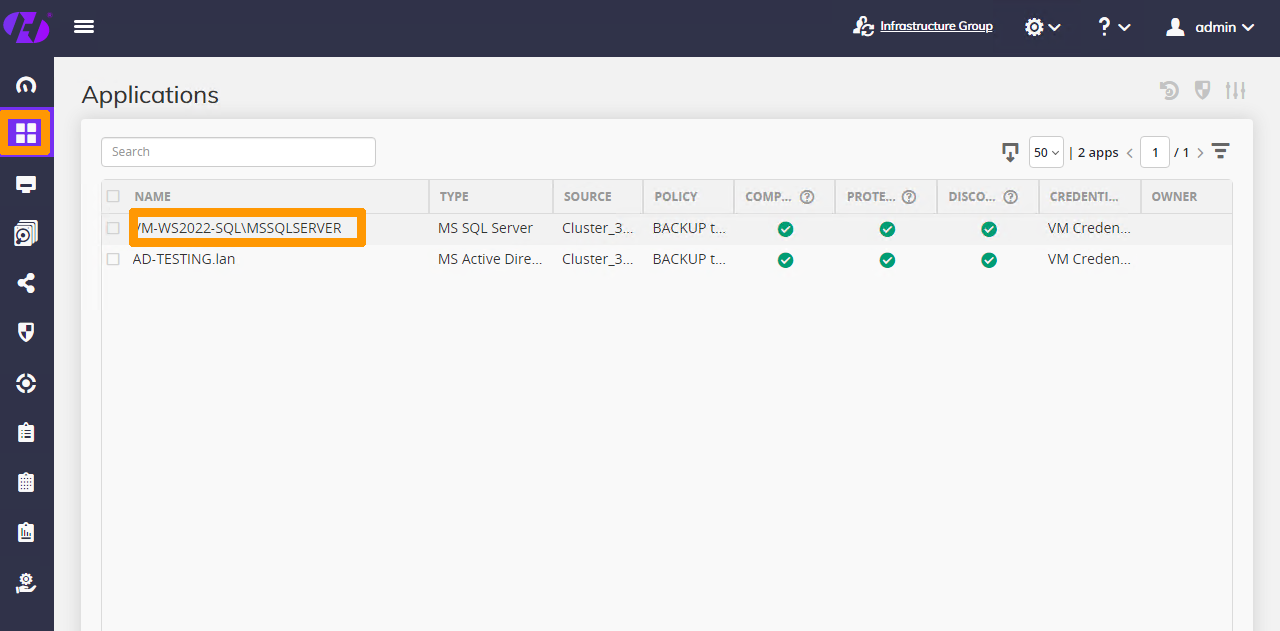 Infrastructure Group
?
admin
Applications
Search
50 | 2 apps < 1 / 1 >
NAME TYPE SOURCE POLICY COMP... ? PROTE... ? DISCO... ? CREDENTI... OWNER
VM-WS2022-SQL\MSSQLSERVER MS SQL Server Cluster_3... BACKUP t... VM Creden...
AD-TESTING.lan MS Active Dire... Cluster_3... BACKUP t... VM Creden...